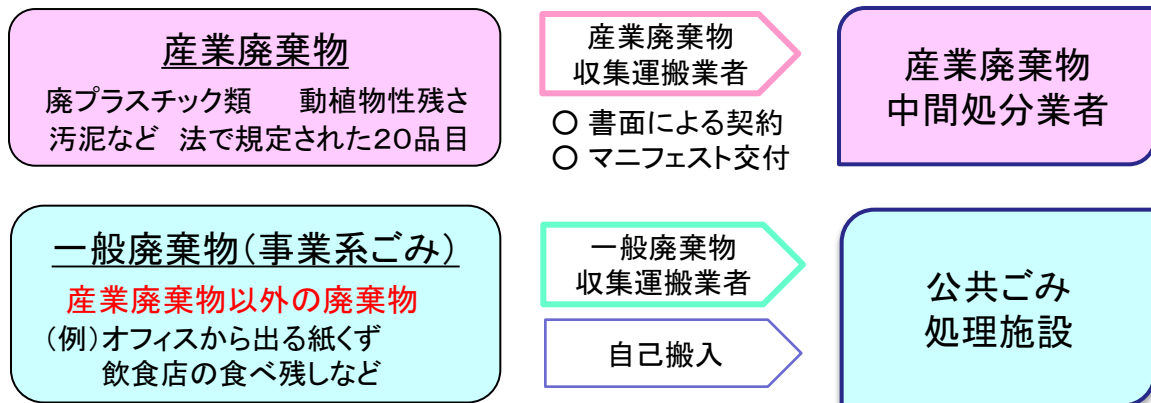 産業廃棄物
廃プラスチック類　動植物性残さ
汚泥など　法で規定された20品目
産業廃棄物
収集運搬業者
○ 書面による契約
○ マニフェスト交付
産業廃棄物
中間処分業者
一般廃棄物（事業系ごみ）
産業廃棄物以外の廃棄物
（例）オフィスから出る紙くず
飲食店の食べ残しなど
一般廃棄物
収集運搬業者
自己搬入
公共ごみ
処理施設